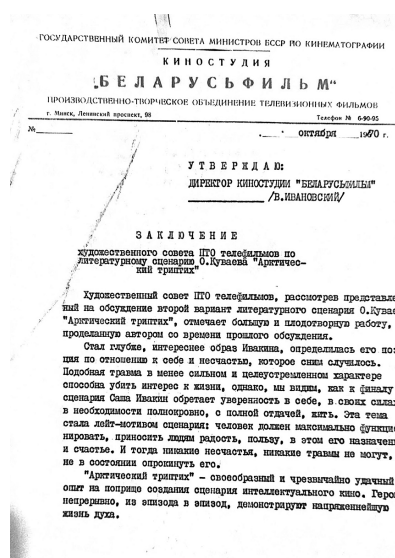 ГОСУДАРСТВЕННЫЙ КОМИТЕТ СОВЕТА МИНИСТРОВ БССР ПО КИНЕМАТОГРАФИИ
КИНОСТУДИЯ
„БЕЛАРУСЬФИЛЬМ“
ПРОИЗВОДСТВЕННО-ТВОРЧЕСКОЕ ОБЪЕДИНЕНИЕ ТЕЛЕВИЗИОННЫХ ФИЛЬМОВ
г. Минск, Ленинский проспект, 98 Телефон № 6-90-95
№ октября 1970 г.
УТВЕРЖДАЮ:
ДИРЕКТОР КИНОСТУДИИ "БЕЛАРУСЬФИЛЬМ"
/В.ИВАНОВСКИЙ/
ЗАКЛЮЧЕНИЕ
художественного совета ПТО телефильмов по
литературному сценарию О.Куваева "Арктичес-
кий триптих"
Художественный совет ПТО телефильмов, рассмотрев представле
ный на обсуждение второй вариант литературного сценария О.Кувае
"Арктический триптих", отмечает большую и плодотворную работу,
проделанную автором со времени прошлого обсуждения.
Стал глубже, интереснее образ Ивакина, определилась его по
ция по отношению к себе и несчастью, которое сним случилось.
Подобная травма в менее сильном и целеустремленном характере
способна убить интерес к жизни, однако, мы видим, как к финалу
сценария Саша Ивакин обретает уверенность в себе, в своих силах
в необходимости полнокровно, с полной отдачей, жить. Эта тема
стала лейт-мотивом сценария: человек должен максимально функцио
нировать, приносить людям радость, пользу, в этом его назначени
и счастье. И тогда никакие несчастья, никакие травмы не могут,
не в состоянии опрокинуть его.
"Арктический триптих" - своеобразный и чрезвычайно удачный
опыт на поприще создания сценария интеллектуального кино. Геро
непрерывно, из эпизода в эпизод, демонстрируют напряженнейшую
жизнь духа.